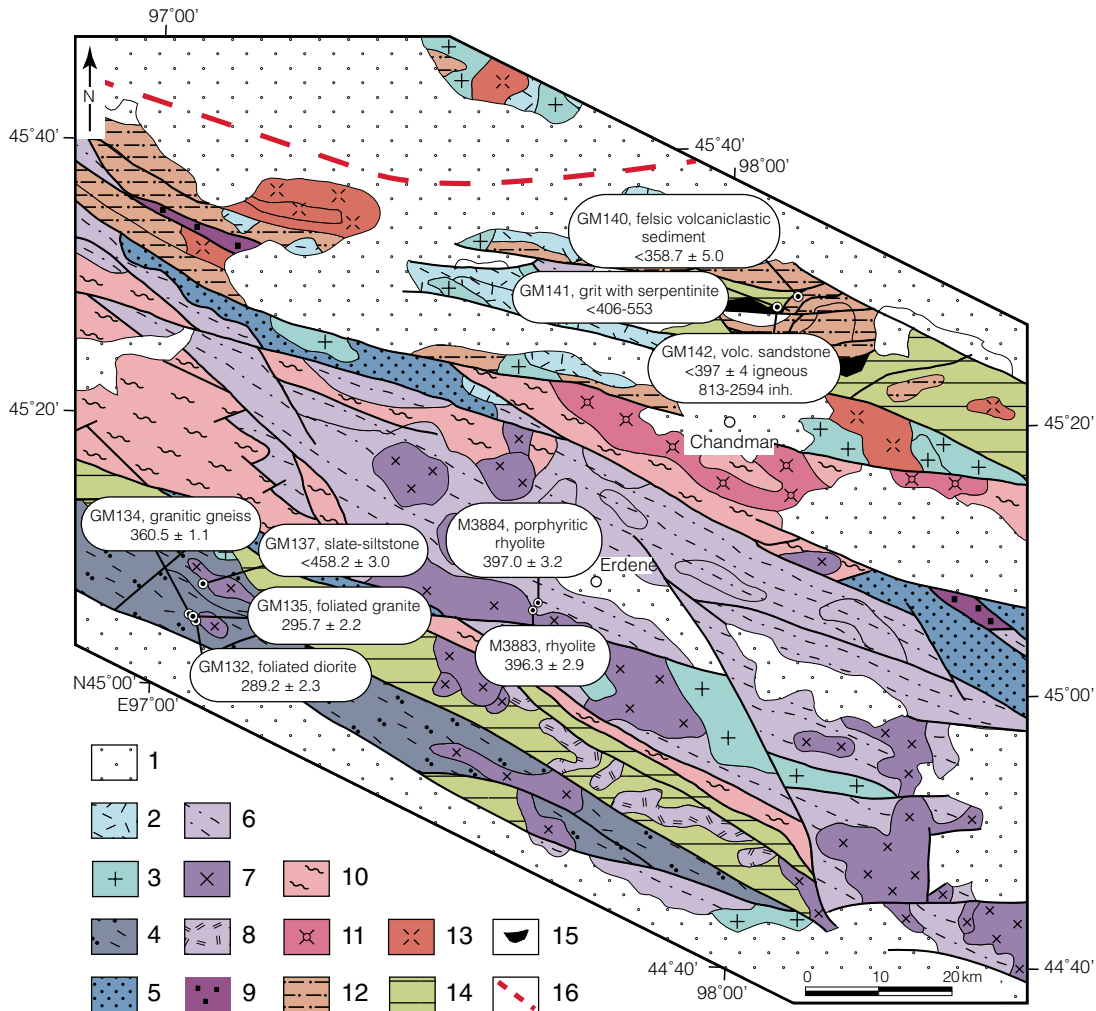 97°00'
N
45°40'
45°40'
98°00'
GM140, felsic volcaniclastic
sediment
<358.7 ± 5.0
GM141, grit with serpentinite
<406-553
GM142, volc. sandstone
<397 ± 4 igneous
813-2594 inh.
45°20'
45°20'
Chandman
GM134, granitic gneiss
360.5 ± 1.1
GM137, slate-siltstone
<458.2 ± 3.0
M3884, porphyritic
rhyolite
397.0 ± 3.2
Erdene
GM135, foliated granite
295.7 ± 2.2
M3883, rhyolite
396.3 ± 2.9
GM132, foliated diorite
289.2 ± 2.3
N45°00'
E97°00'
45°00'
1
2
6
3
7
10
4
8
11
13
15
5
9
12
14
16
44°40'
98°00'
44°40'
0 10 20 km